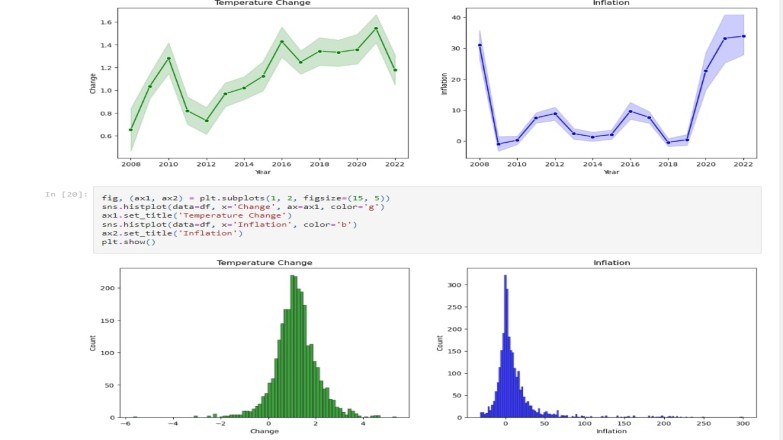 Temperature Change
Inflation
1.6
1.4
1.2
1.0
0.8
0.6
Change
2008 2010 2012 2014 2016 2018 2020 2022
Year
40
30
20
10
0
Inflation
2008 2010 2012 2014 2016 2018 2020 2022
Year
In [20]:
fig, (ax1, ax2) = plt.subplots(1, 2, figsize=(15, 5))
sns.histplot(data=df, x='Change', ax=ax1, color='g')
ax1.set_title('Temperature Change')
sns.histplot(data=df, x='Inflation', color='b')
ax2.set_title('Inflation')
plt.show()
Temperature Change
Inflation
200
150
100
50
0
Count
−6 −4 −2 0 2 4
Change
300
250
200
150
100
50
0
Count
0 50 100 150 200 250 300
Inflation